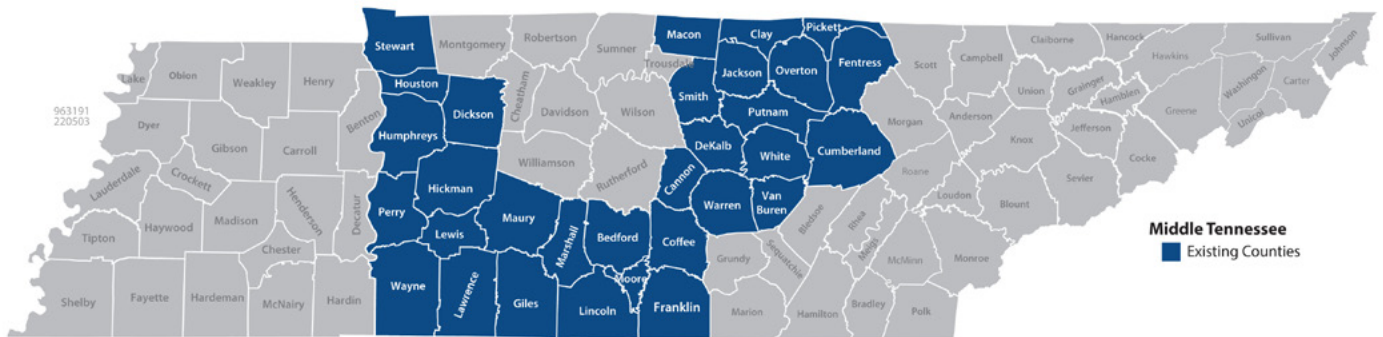 Stewart
Montgomery
Robertson
Sumner
Macon
Clay
Pickett
Claiborne
Hancock
Sullivan
Johnson
Lake
Obion
Weakley
Henry
Houston
Trousdale
Jackson
Overton
Fentress
Scott
Campbell
Union
Grainger
Hawkins
Hamblen
Washingon
Carter
963191
220503
Dyer
Gibson
Carroll
Benton
Humphreys
Dickson
Cheatham
Davidson
Wilson
Smith
Putnam
Morgan
Anderson
Knox
Jefferson
Greene
Unicoi
Lauderdale
Crockett
Williamson
Rutherford
DeKalb
White
Cumberland
Roane
Cocke
Haywood
Madison
Henderson
Decatur
Perry
Hickman
Cannon
Warren
Van
Buren
Bledsoe
Rhea
Loudon
Blount
Sevier
Tipton
Chester
Lewis
Maury
Marshall
Bedford
Coffee
Grundy
Sequatchie
Meigs
McMinn
Monroe
Middle Tennessee
Existing Counties
Shelby
Fayette
Hardeman
McNairy
Hardin
Wayne
Lawrence
Giles
Lincoln
Moore
Franklin
Marion
Hamilton
Bradley
Polk